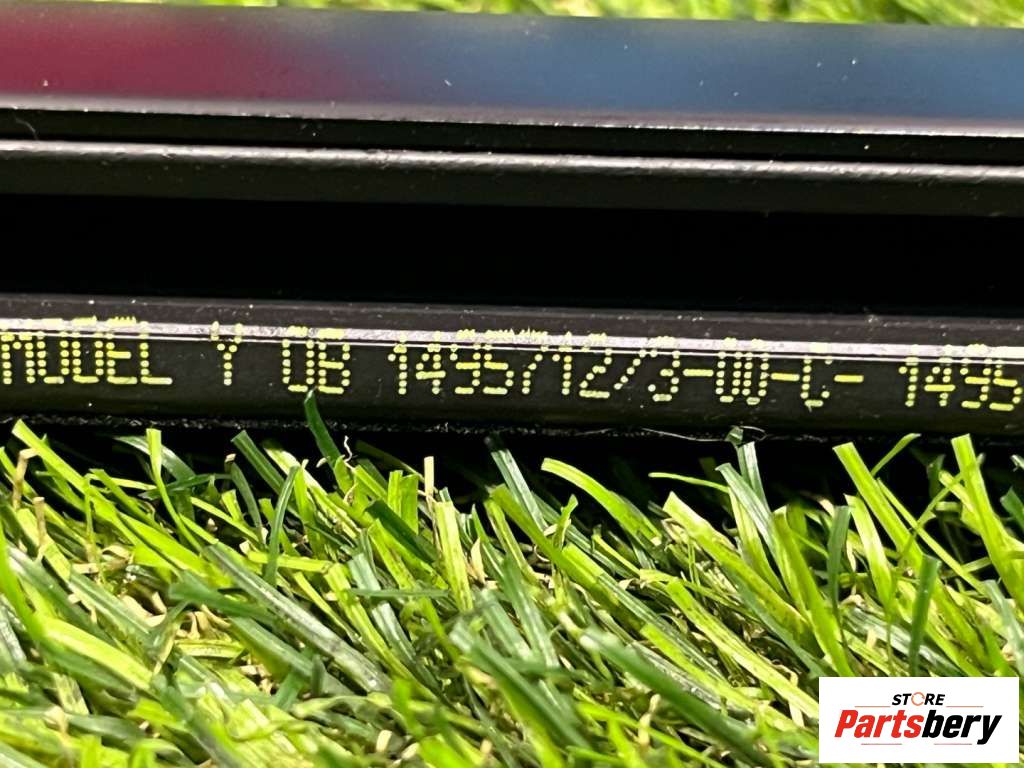 MODEL Y OB 1495712/3-00-C- 1495
STORE
Partsbery